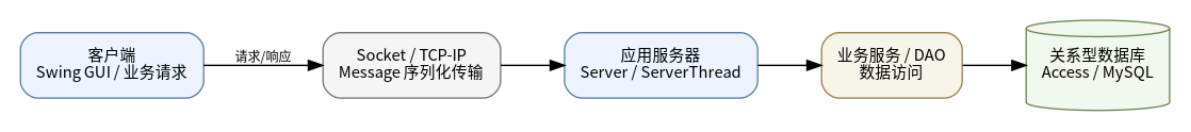 客户端
Swing GUI / 业务请求
请求/响应
Socket / TCP-IP
Message 序列化传输
应用服务器
Server / ServerThread
业务服务 / DAO
数据访问
关系型数据库
Access / MySQL